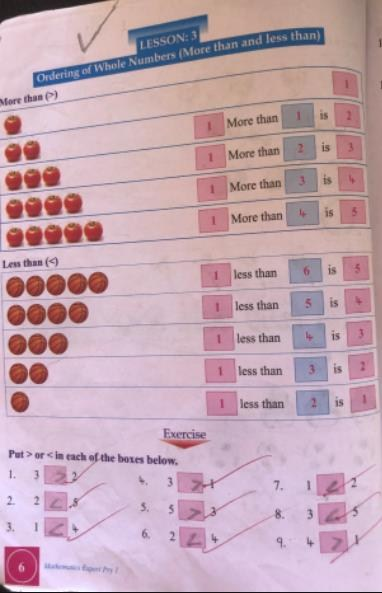 LESSON: 3
Ordering of Whole Numbers (More than and less than)
More than (>)
1
1 More than 1 is 2
1 More than 2 is 3
1 More than 3 is 4
1 More than 4 is 5
Less than (<)
1 less than 6 is 5
1 less than 5 is 4
1 less than 4 is 3
1 less than 3 is 2
1 less than 2 is 1
Exercise
Put > or < in each of the boxes below.
1. 3 > 2
2. 2 < 5
3. 1 < 4
4. 3 > 1
5. 5 > 3
6. 2 < 4
7. 1 < 2
8. 3 < 5
9. 4 > 1
6 Mathematics Expert Pry 1